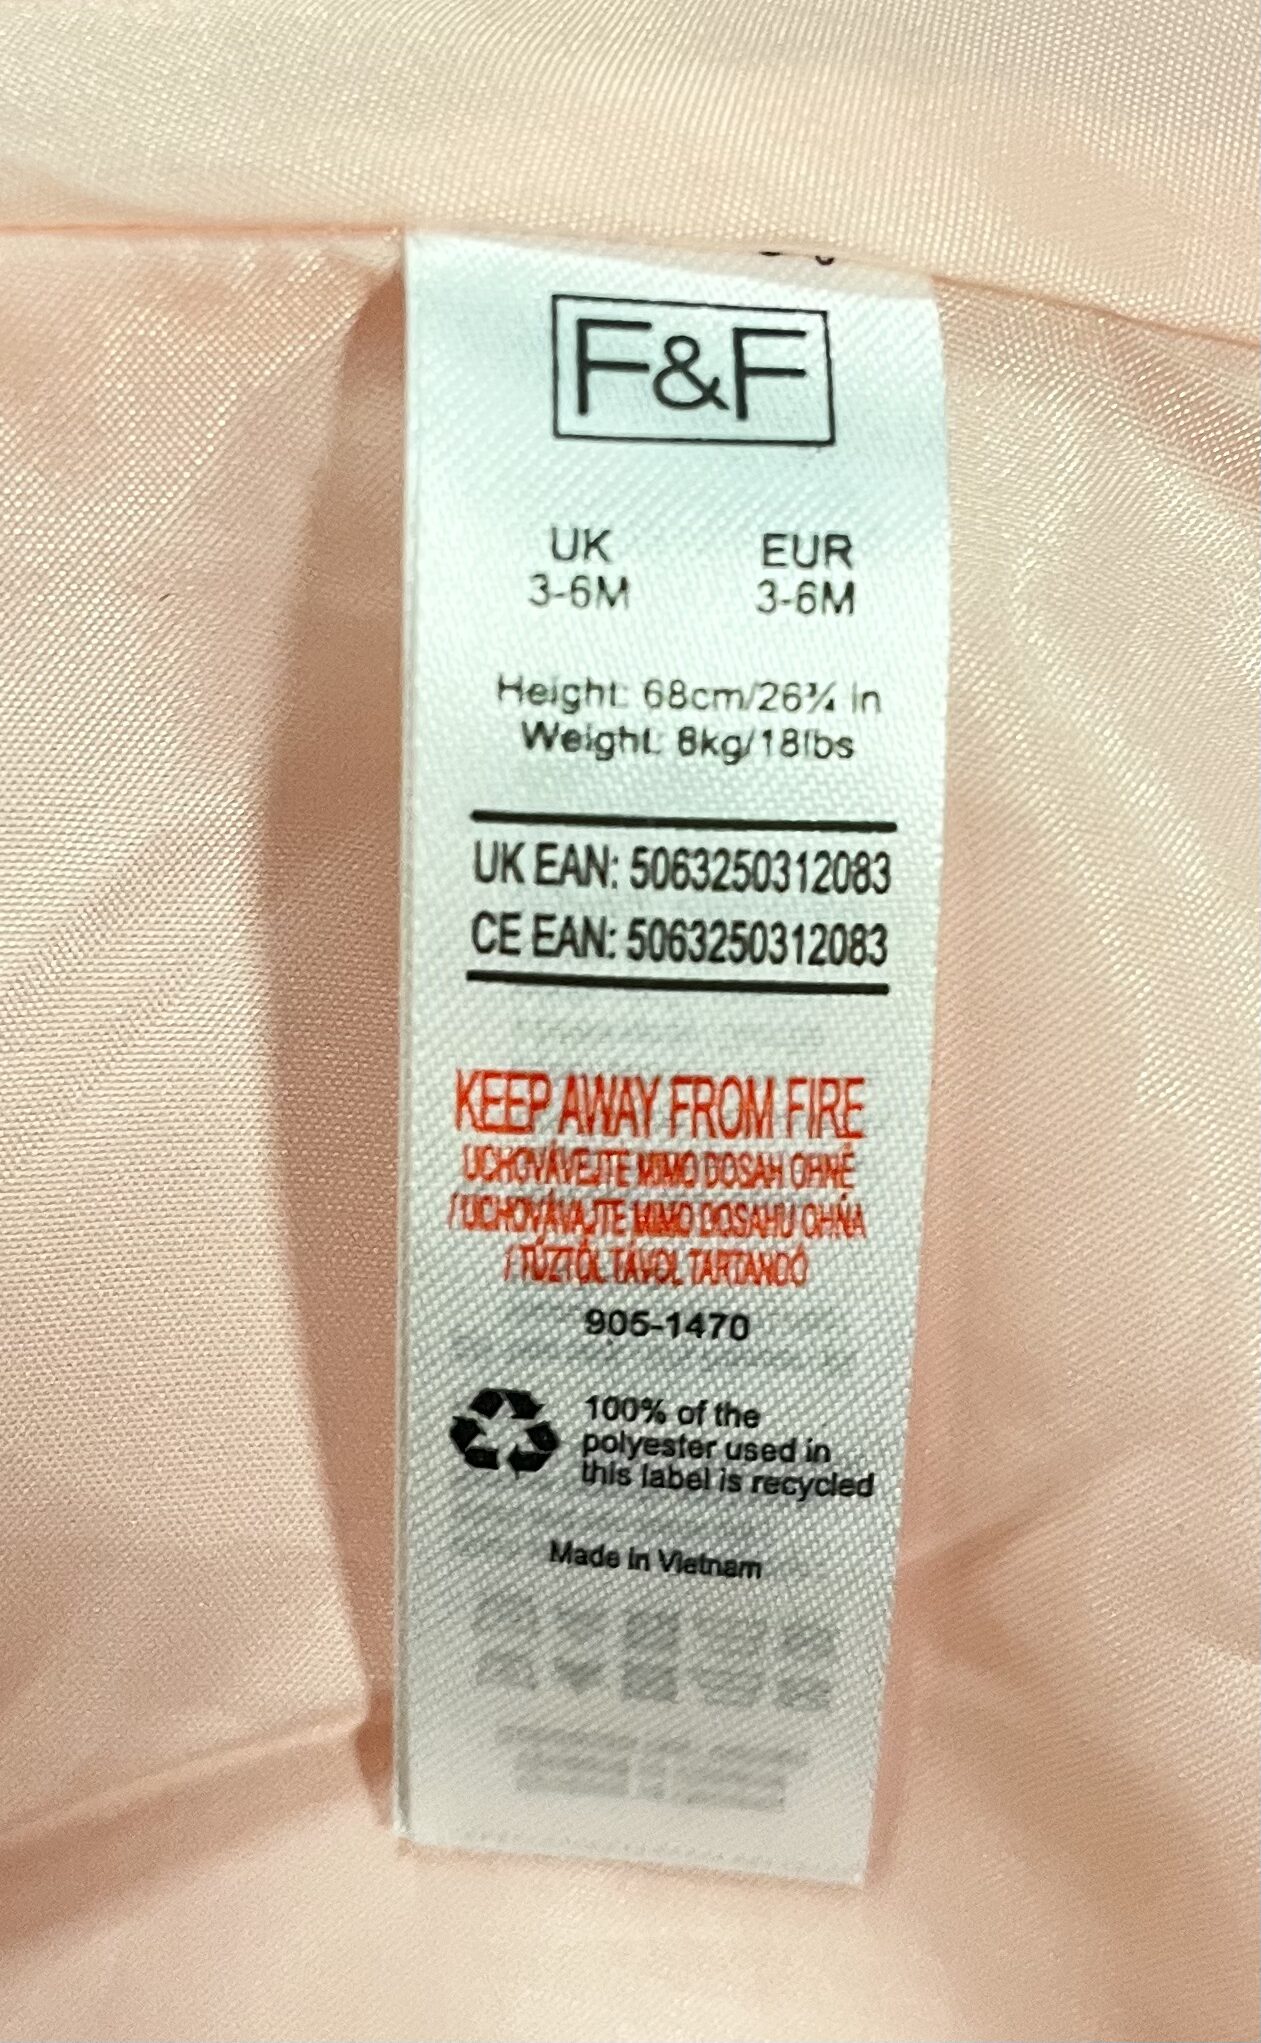 F&F
UK EUR
3-6M 3-6M
Height: 68cm/26¾ in
Weight: 8kg/18lbs
UK EAN: 5063250312083
CE EAN: 5063250312083
KEEP AWAY FROM FIRE
UCHOVÁVEJTE MIMO DOSAH OHNĚ
/ UCHOVÁVAJTE MIMO DOSAHU OHŇA
/ TŰZTŐL TÁVOL TARTANDÓ
905-1470
100% of the
polyester used in
this label is recycled
Made in Vietnam